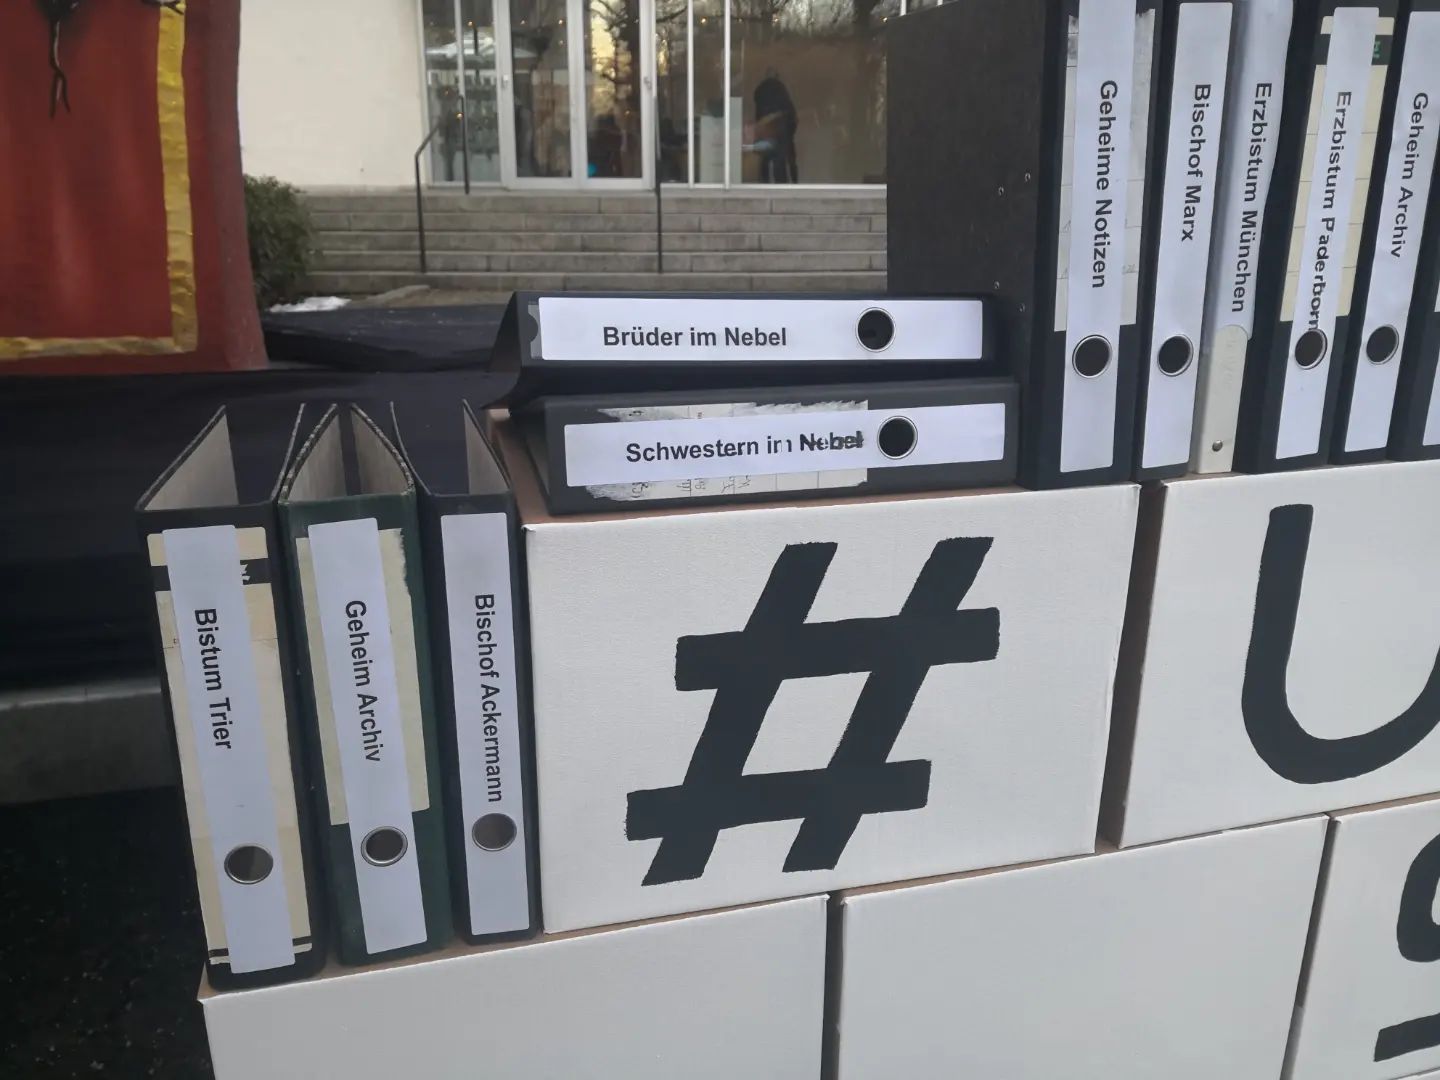 Geheime Notizen
Bischof Marx
Erzbistum München
Erzbistum Paderborn
Geheim Archiv
Brüder im Nebel
Schwestern im Nebel
Bistum Trier
Geheim Archiv
Bischof Ackermann
# U